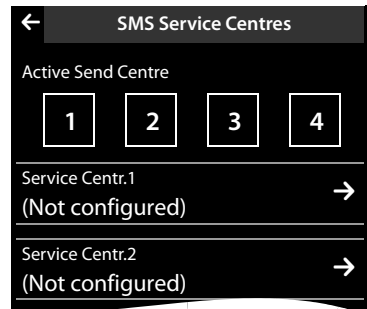 SMS Service Centres
Active Send Centre
1 2 3 4
Service Centr.1
(Not configured)
Service Centr.2
(Not configured)